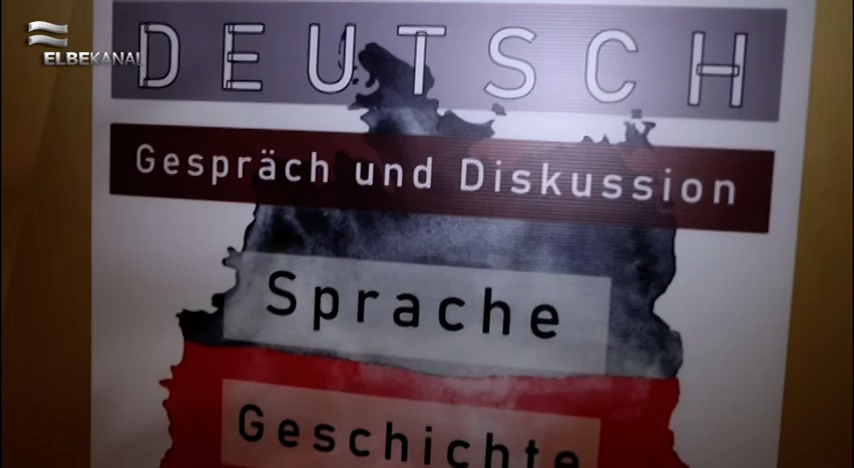 ELBEKANAL
DEUTSCH
Gespräch und Diskussion
Sprache
Geschichte